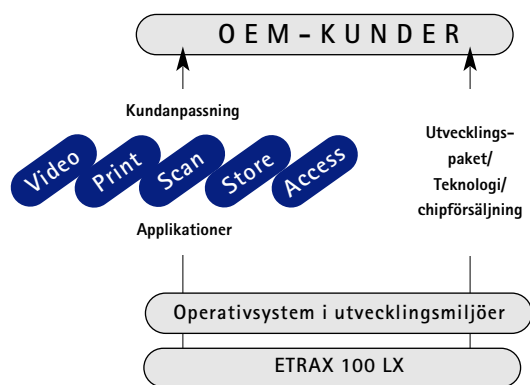 OEM-KUNDER
Kundanpassning
Video
Print
Scan
Store
Access
Applikationer
Utvecklings-
paket/
Teknologi/
chipförsäljning
Operativsystem i utvecklingsmiljöer
ETRAX 100 LX